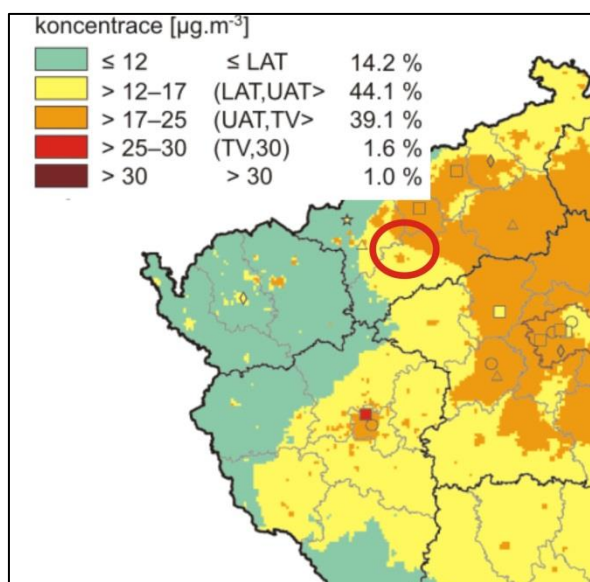 koncentrace [µg.m⁻³]
≤ 12 ≤ LAT 14.2 %
> 12–17 (LAT,UAT> 44.1 %
> 17–25 (UAT,TV> 39.1 %
> 25–30 (TV,30⟩ 1.6 %
> 30 > 30 1.0 %